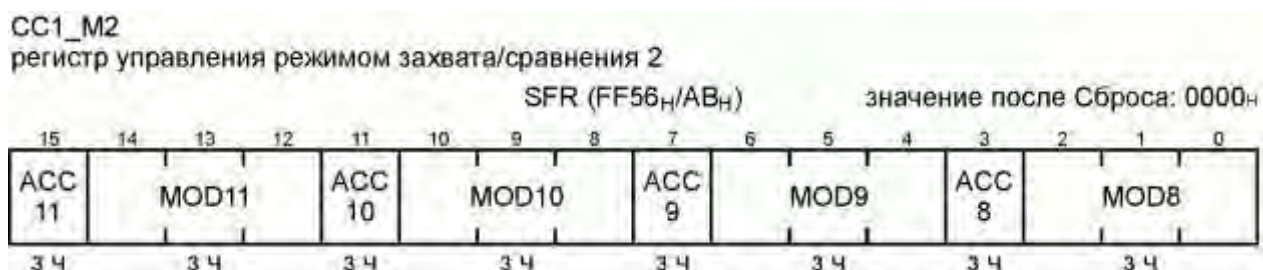 CC1_M2
регистр управления режимом захвата/сравнения 2
SFR (FF56H/ABH) значение после Сброса: 0000H
15 14 13 12 11 10 9 8 7 6 5 4 3 2 1 0
ACC 11 MOD11 ACC 10 MOD10 ACC 9 MOD9 ACC 8 MOD8
З Ч З Ч З Ч З Ч З Ч З Ч З Ч З Ч